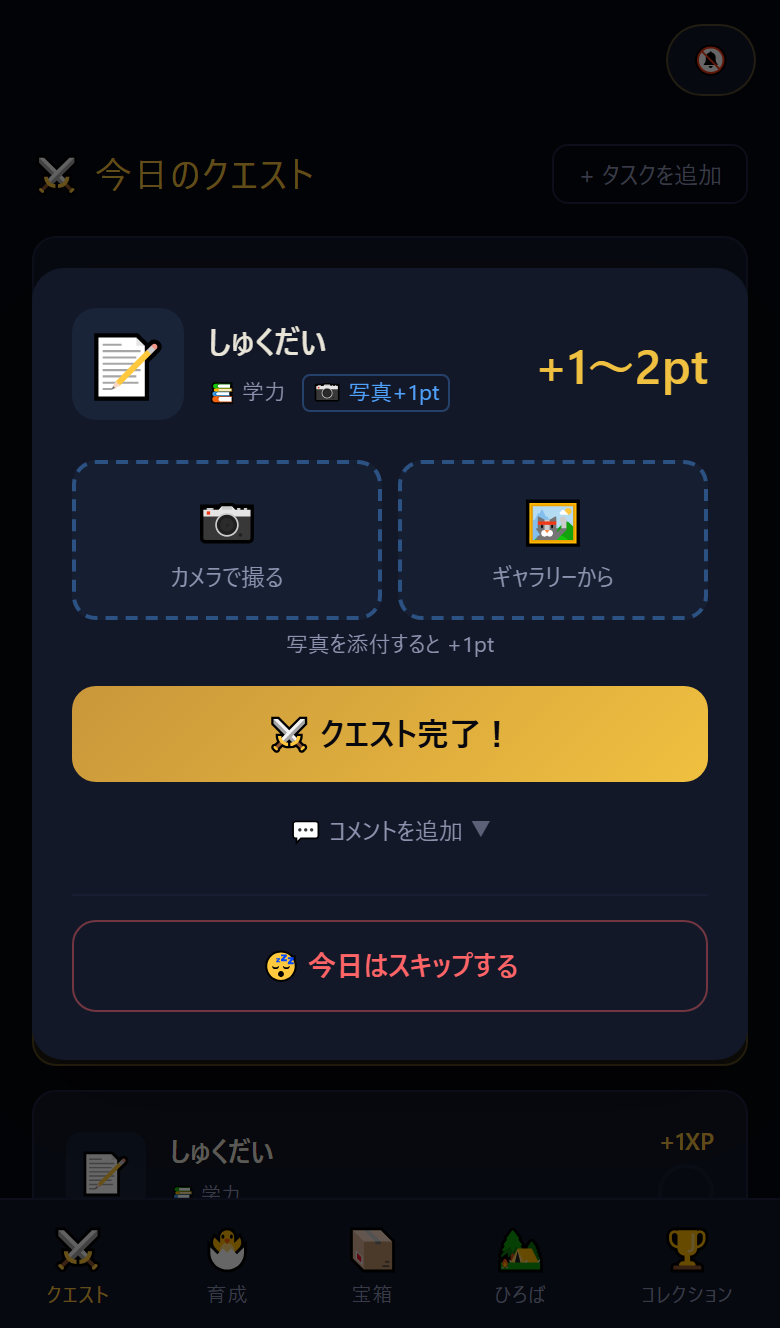 今日のクエスト
+ タスクを追加
しゅくだい
学力
写真+1pt
+1〜2pt
カメラで撮る
ギャラリーから
写真を添付すると +1pt
クエスト完了！
コメントを追加 ▼
今日はスキップする
しゅくだい
+1XP
学力
クエスト
育成
宝箱
ひろば
コレクション